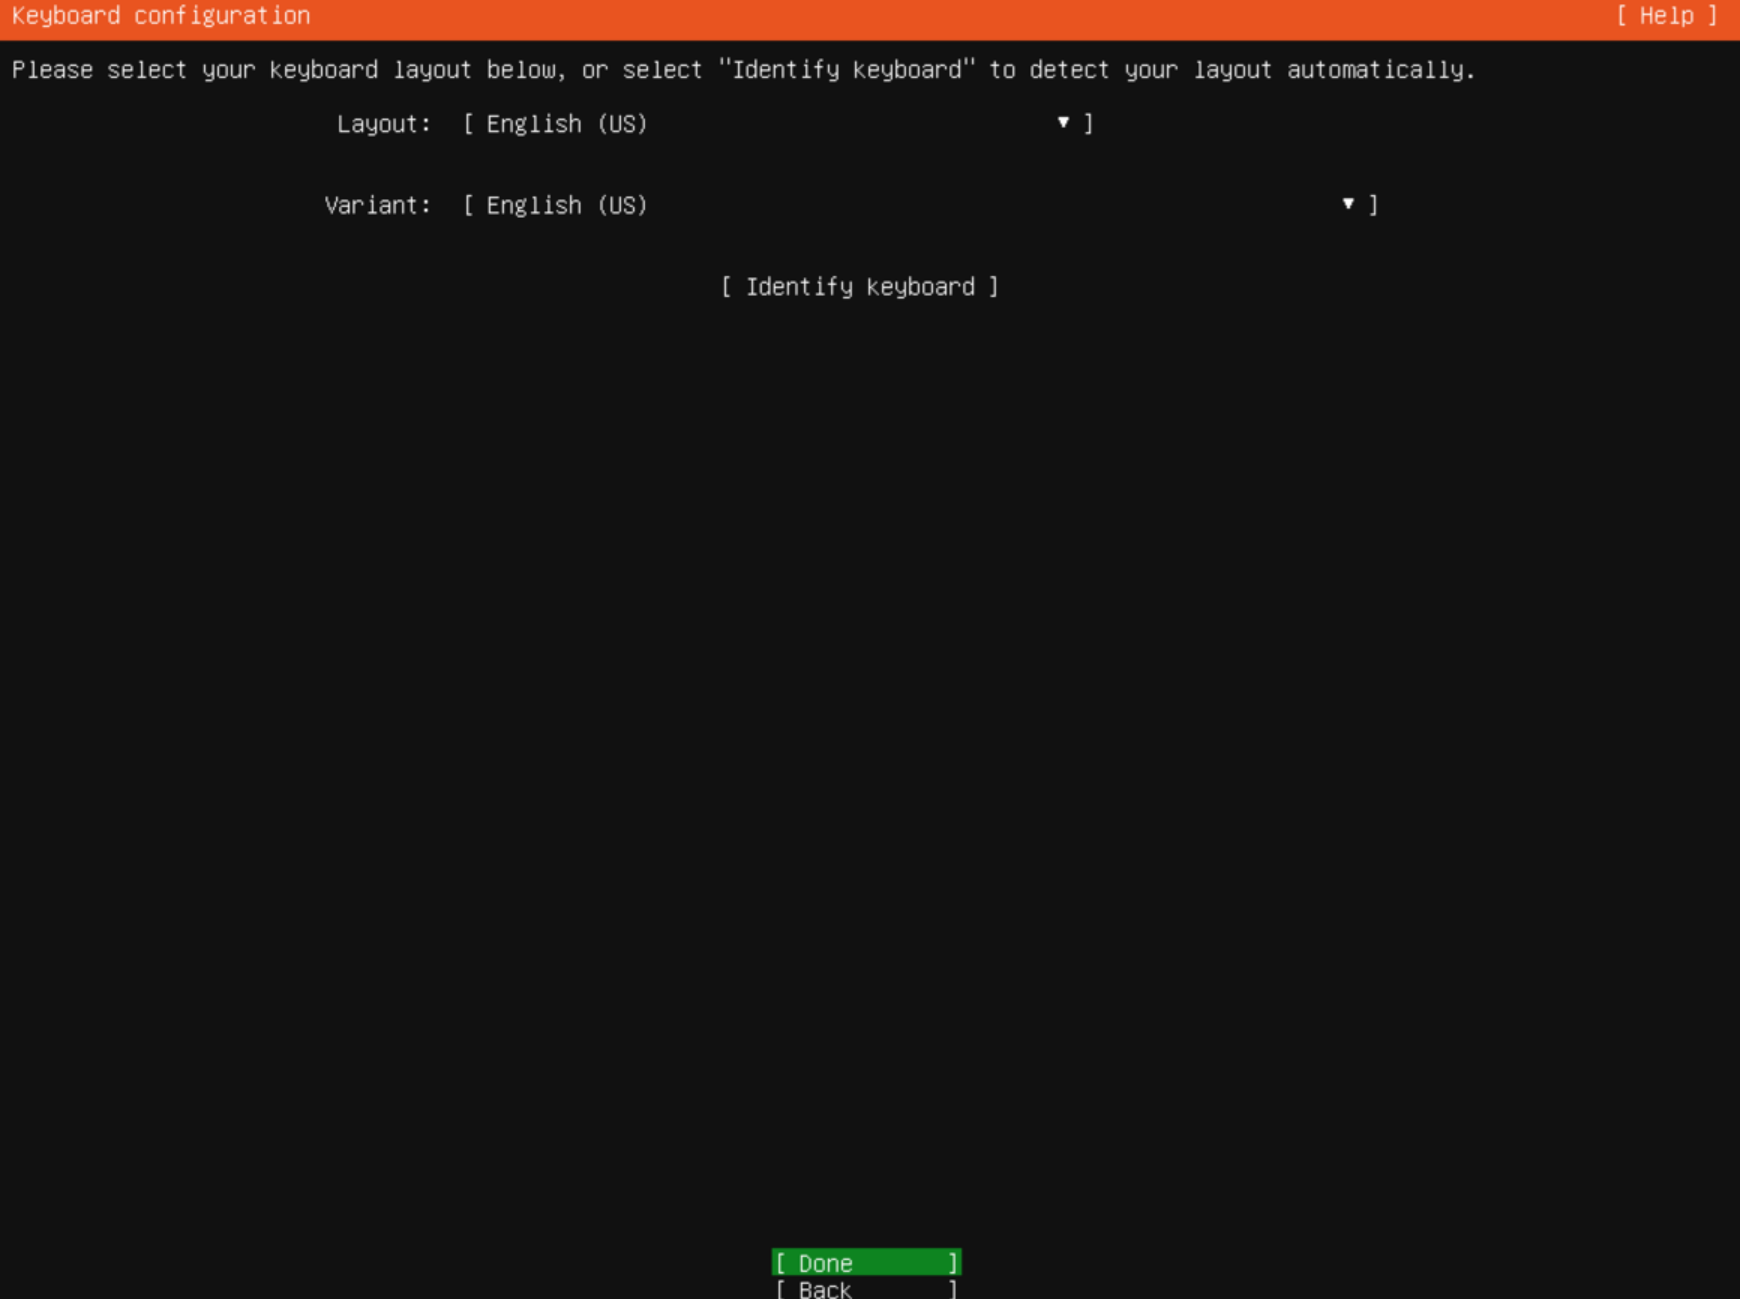 Keyboard configuration [ Help ]
Please select your keyboard layout below, or select "Identify keyboard" to detect your layout automatically.
Layout: [ English (US) ▼ ]
Variant: [ English (US) ▼ ]
[ Identify keyboard ]
[ Done ]
[ Back ]